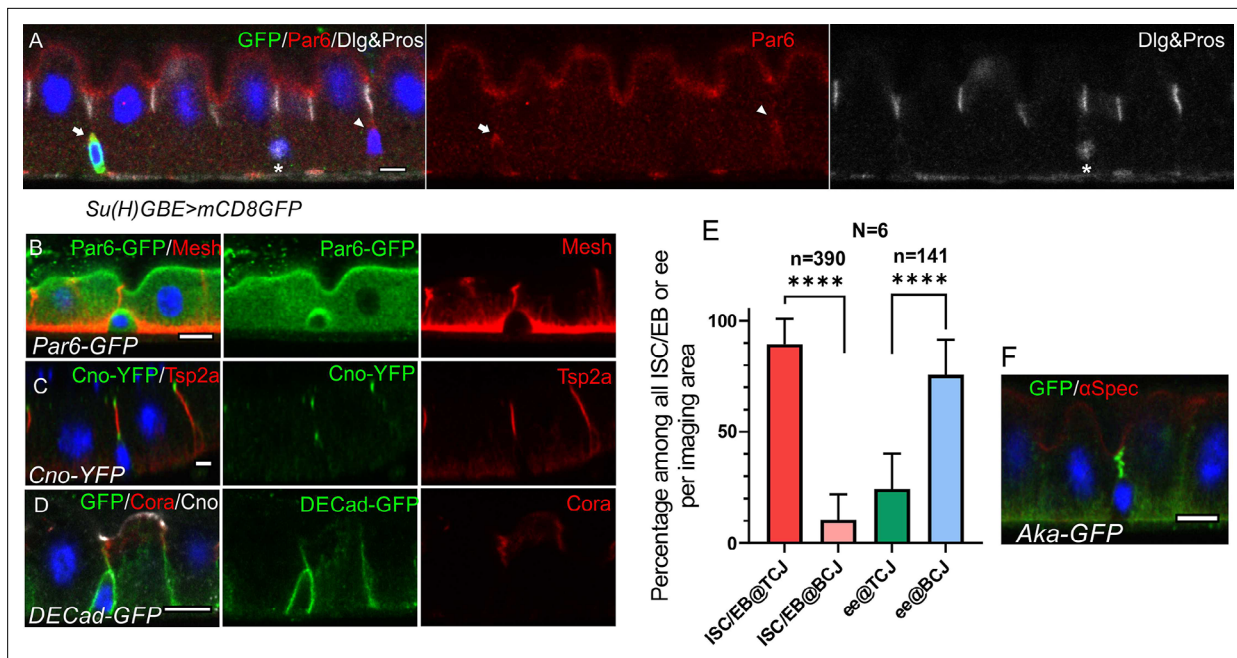 A
GFP/Par6/Dlg&Pros
Par6
Dlg&Pros
*
*
Su(H)GBE>mCD8GFP
B
Par6-GFP/Mesh
Par6-GFP
Mesh
Par6-GFP
C
Cno-YFP/Tsp2a
Cno-YFP
Tsp2a
Cno-YFP
D
GFP/Cora/Cno
DECad-GFP
Cora
DECad-GFP
E
N=6
n=390
n=141
****
****
Percentage among all ISC/EB or ee
per imaging area
100
50
0
ISC/EB@TCJ
ISC/EB@BCJ
ee@TCJ
ee@BCJ
F
GFP/αSpec
Aka-GFP